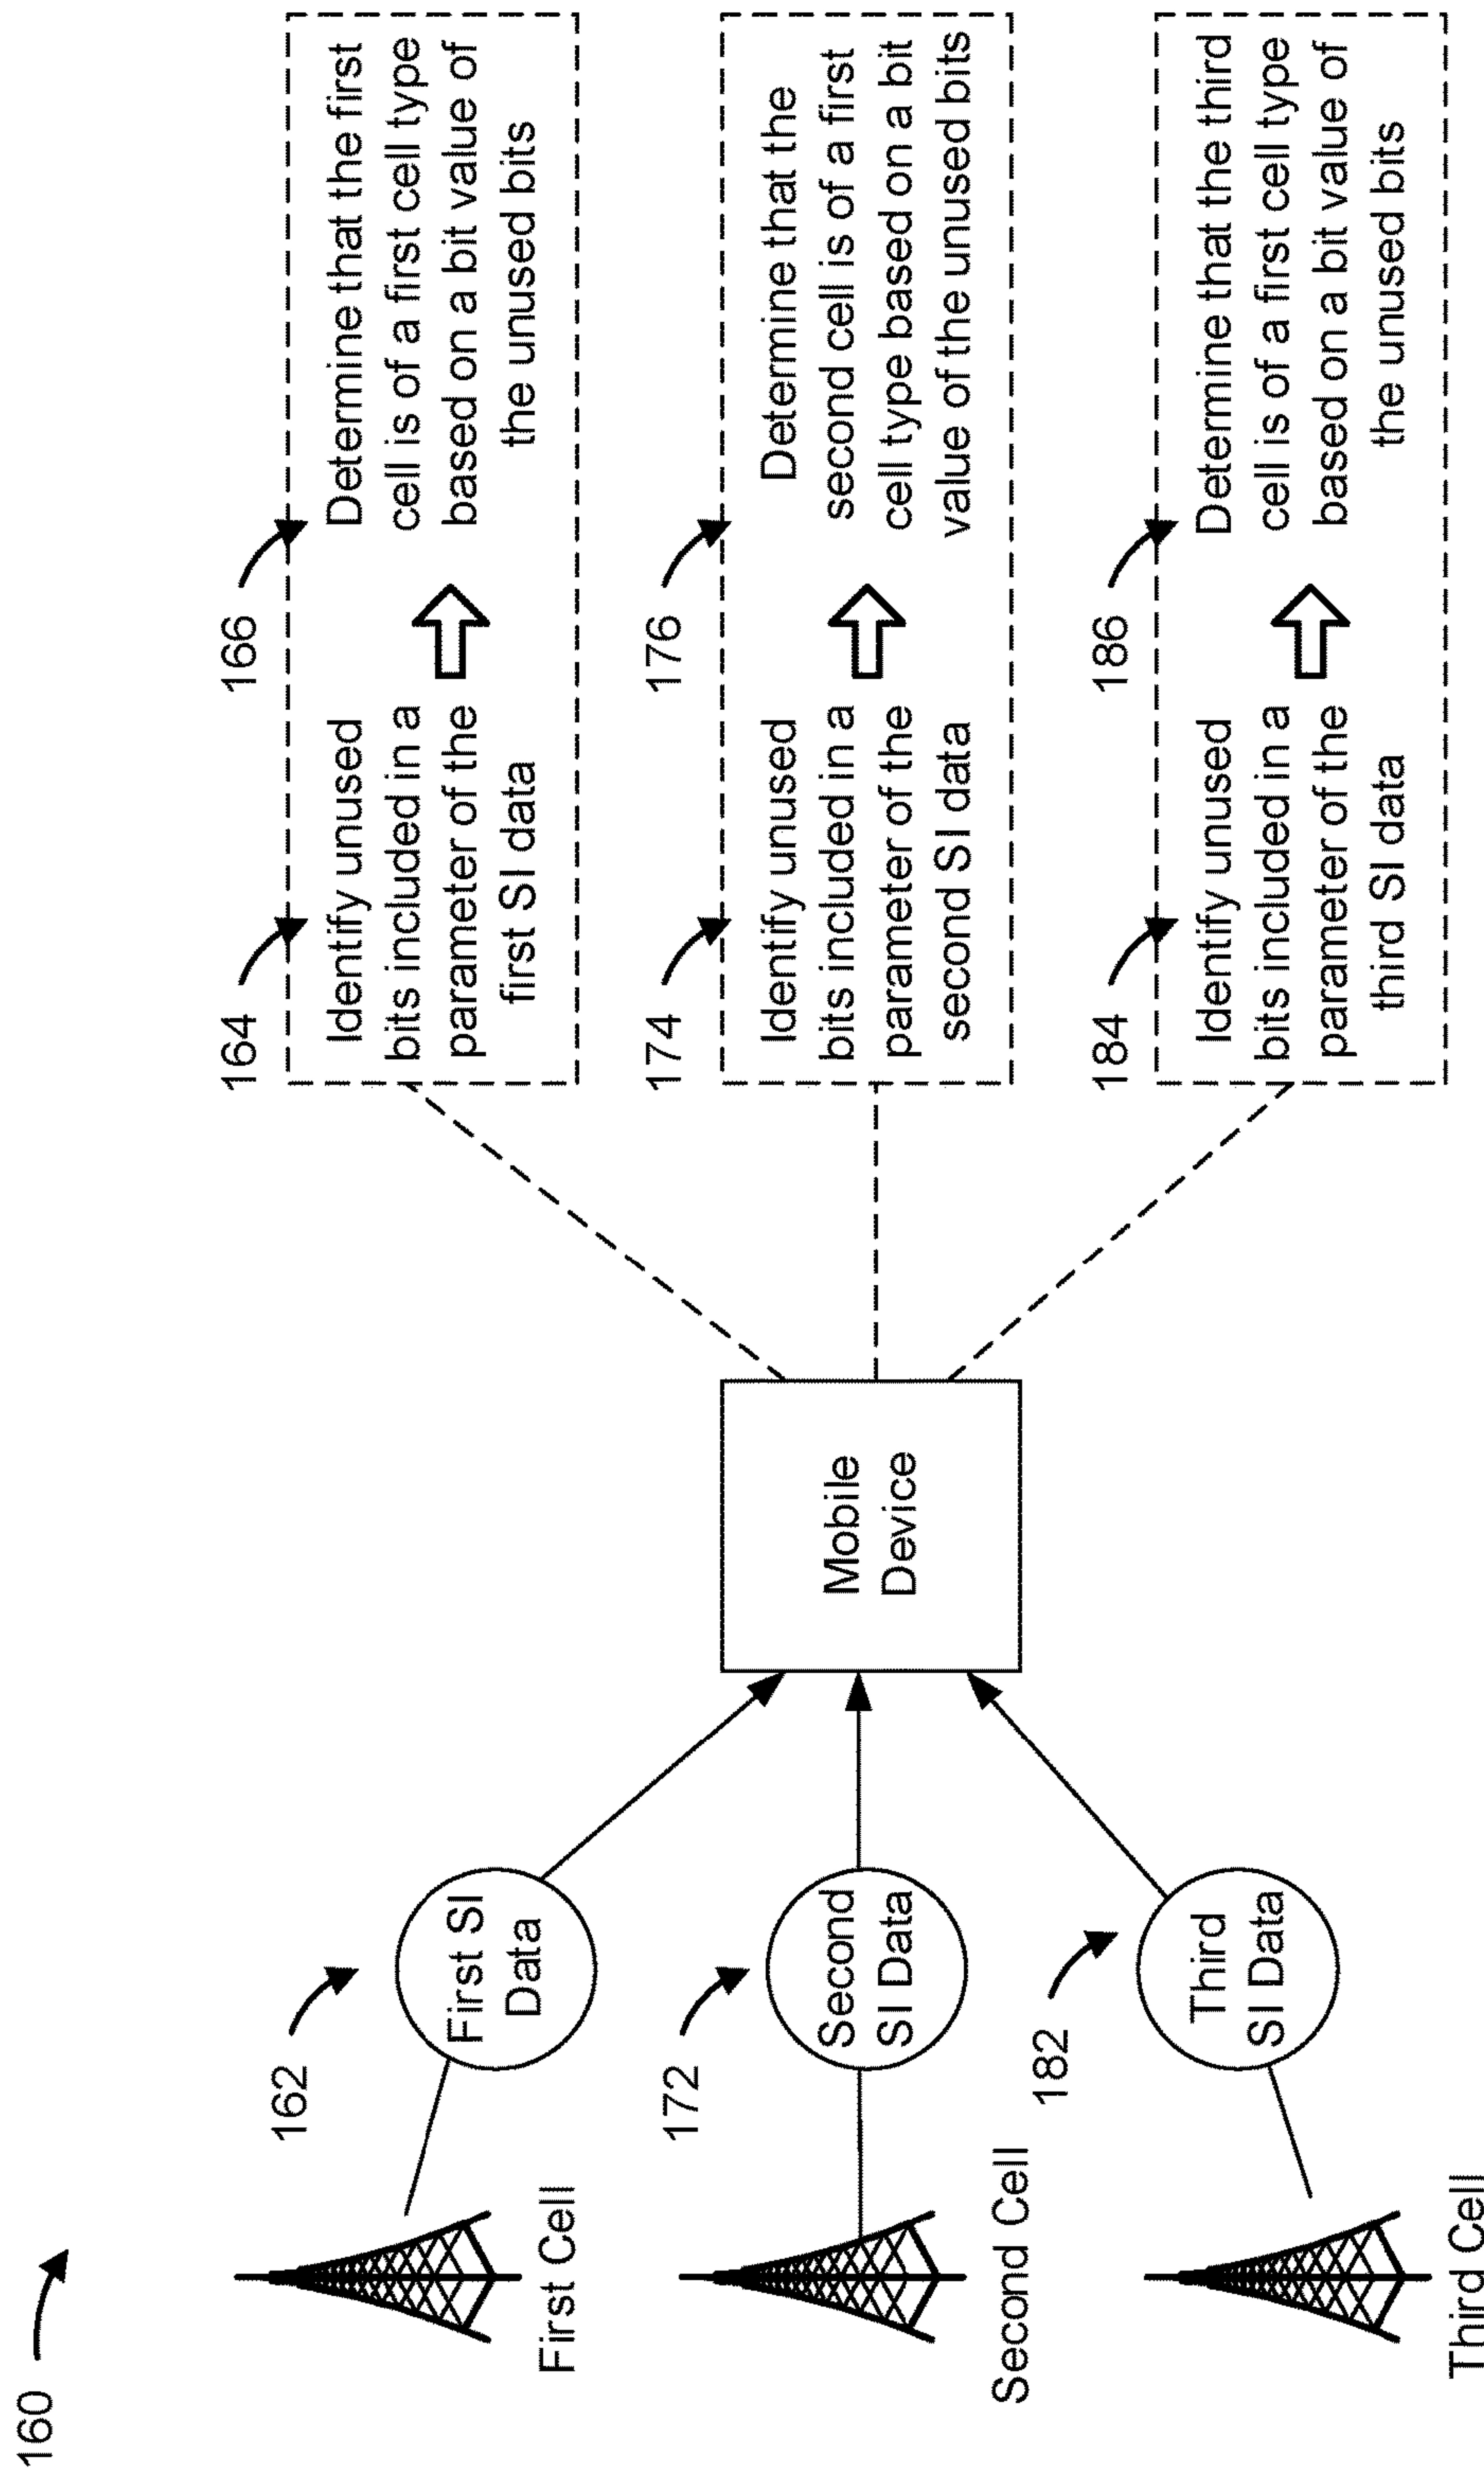 160
162
First SI
Data
First Cell
172
Second
SI Data
Second Cell
182
Third
SI Data
Third Cell
Mobile
Device
164
Identify unused
bits included in a
parameter of the
first SI data
166
Determine that the first
cell is of a first cell type
based on a bit value of
the unused bits
174
Identify unused
bits included in a
parameter of the
second SI data
176
Determine that the
second cell is of a first
cell type based on a bit
value of the unused bits
184
Identify unused
bits included in a
parameter of the
third SI data
186
Determine that the third
cell is of a first cell type
based on a bit value of
the unused bits